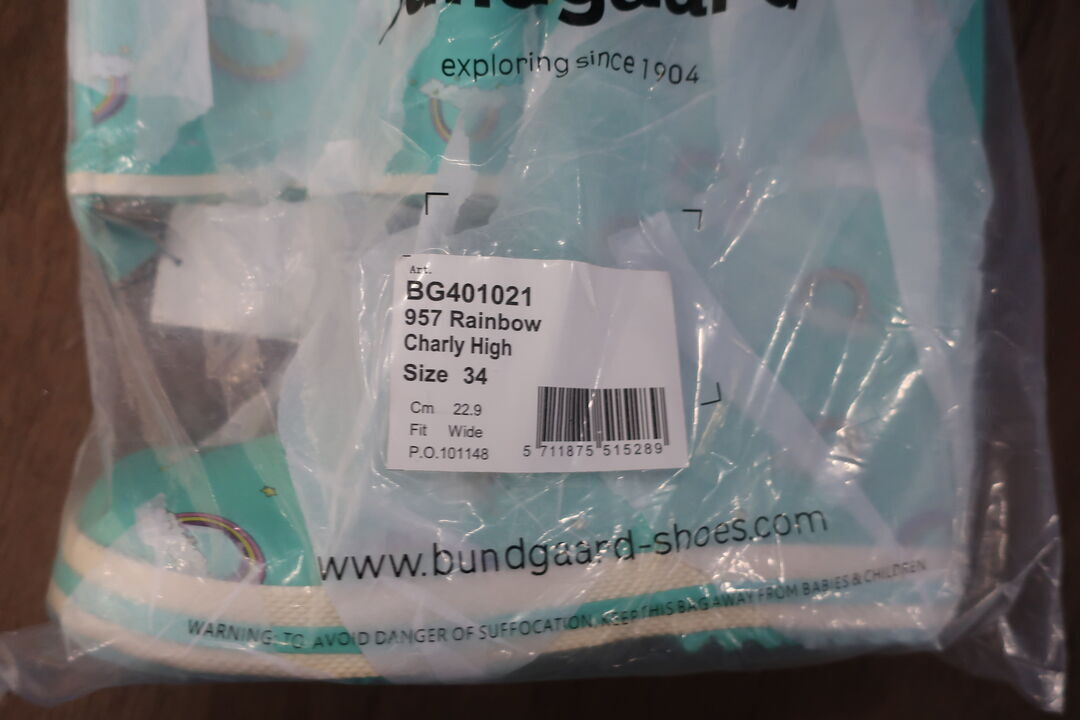 Bundgaard
exploring since 1904
Art.
BG401021
957 Rainbow
Charly High
Size 34
Cm 22.9
Fit Wide
P.O.101148
5 711875 515289
www.bundgaard-shoes.com
WARNING: TO AVOID DANGER OF SUFFOCATION, KEEP THIS BAG AWAY FROM BABIES & CHILDREN